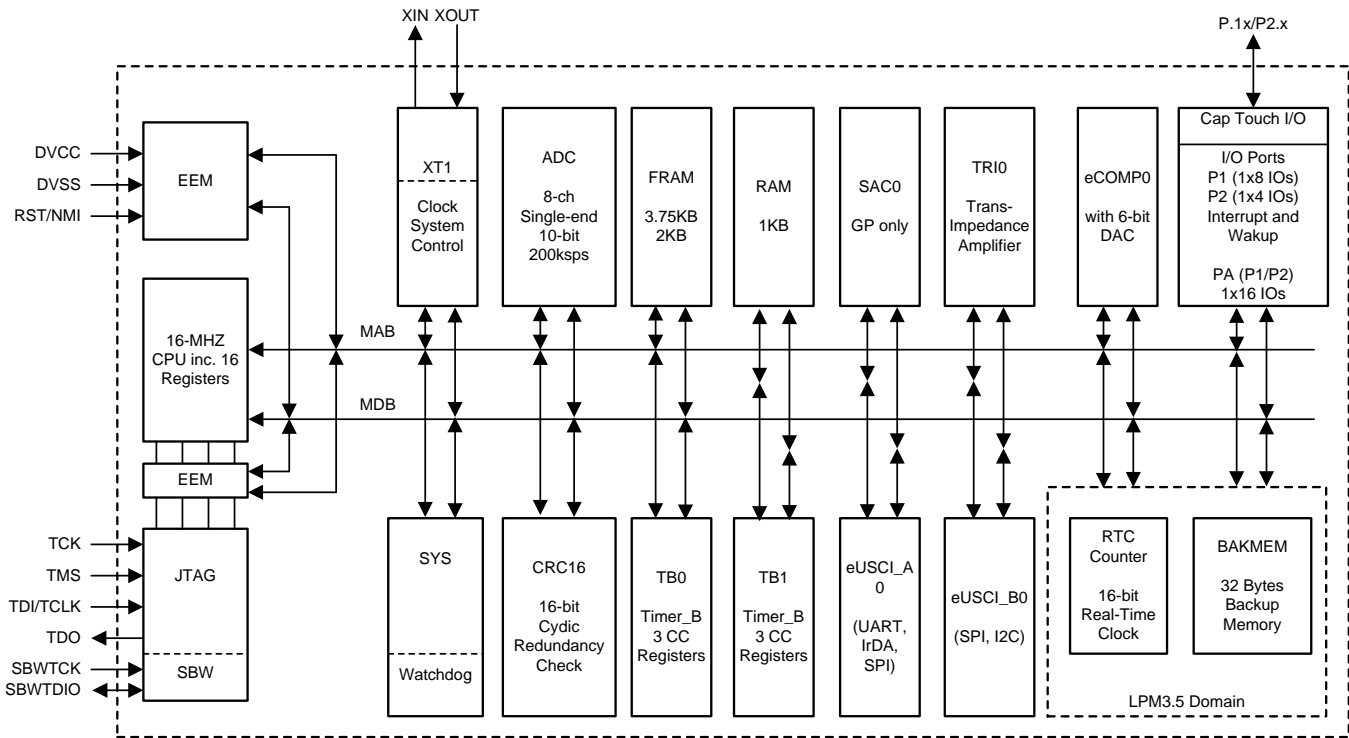 XIN XOUT
P.1x/P2.x
DVCC
DVSS
RST/NMI
EEM
XT1
Clock
System
Control
ADC
8-ch
Single-end
10-bit
200ksps
FRAM
3.75KB
2KB
RAM
1KB
SAC0
GP only
TRI0
Trans-
Impedance
Amplifier
eCOMP0
with 6-bit
DAC
Cap Touch I/O
I/O Ports
P1 (1x8 IOs)
P2 (1x4 IOs)
Interrupt and
Wakup
PA (P1/P2)
1x16 IOs
16-MHZ
CPU inc. 16
Registers
MAB
MDB
EEM
TCK
TMS
TDI/TCLK
TDO
SBWTCK
SBWTDIO
JTAG
SBW
SYS
Watchdog
CRC16
16-bit
Cydic
Redundancy
Check
TB0
Timer_B
3 CC
Registers
TB1
Timer_B
3 CC
Registers
eUSCI_A
0
(UART,
IrDA,
SPI)
eUSCI_B0
(SPI, I2C)
RTC
Counter
16-bit
Real-Time
Clock
BAKMEM
32 Bytes
Backup
Memory
LPM3.5 Domain